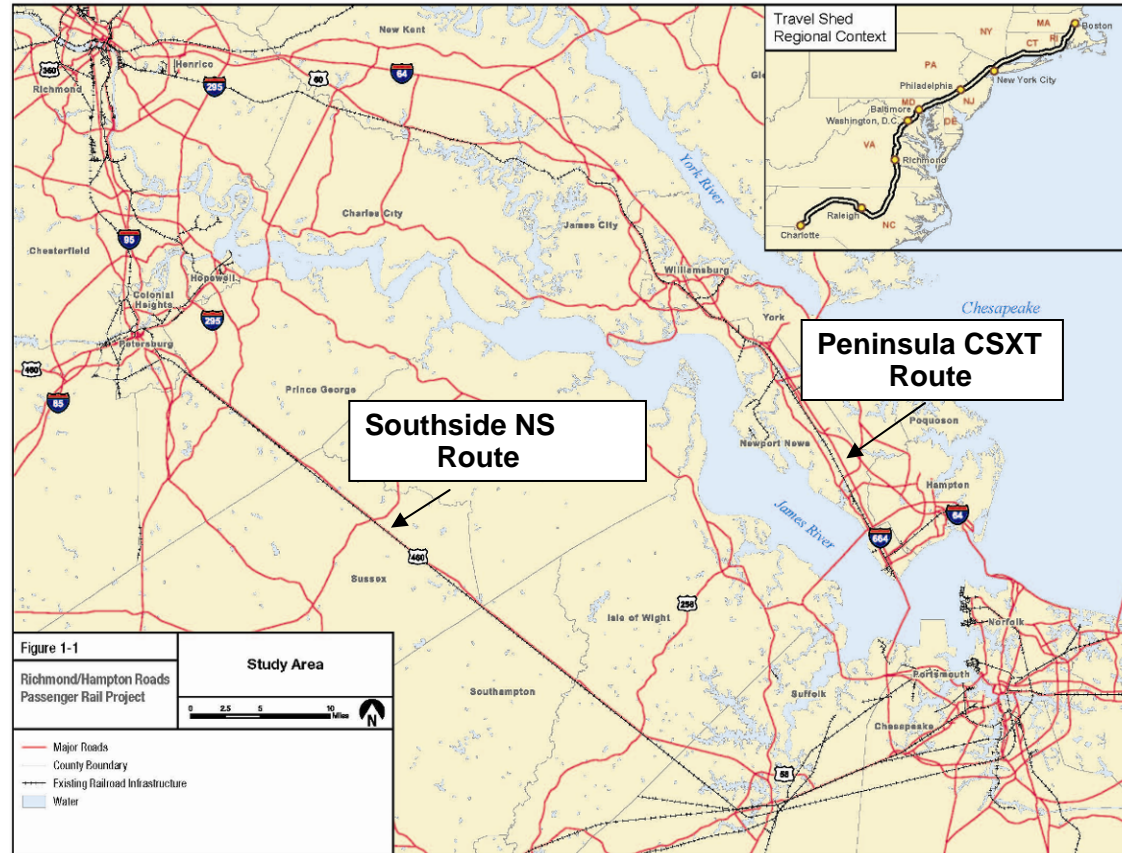 New Kent
Travel Shed
Regional Context
NY
MA
Boston
CT
RI
PA
New York City
Philadelphia
NJ
MD
Baltimore
Washington, D.C.
DE
VA
Richmond
Raleigh
NC
Charlotte
360
Henrico
Richmond
295
60
64
York River
Charles City
James City
Chesterfield
95
Hopewell
Colonial
Heights
295
Petersburg
460
85
Williamsburg
York
Chesapeake
Peninsula CSXT
Route
Prince George
Southside NS
Route
Poquoson
Newport News
Hampton
64
James River
664
460
Sussex
258
Isle of Wight
Norfolk
Portsmouth
Southampton
Suffolk
Chesapeake
58
Figure 1-1
Richmond/Hampton Roads
Passenger Rail Project
Study Area
0 2.5 5 10
Miles
N
Major Roads
County Boundary
Existing Railroad Infrastructure
Water